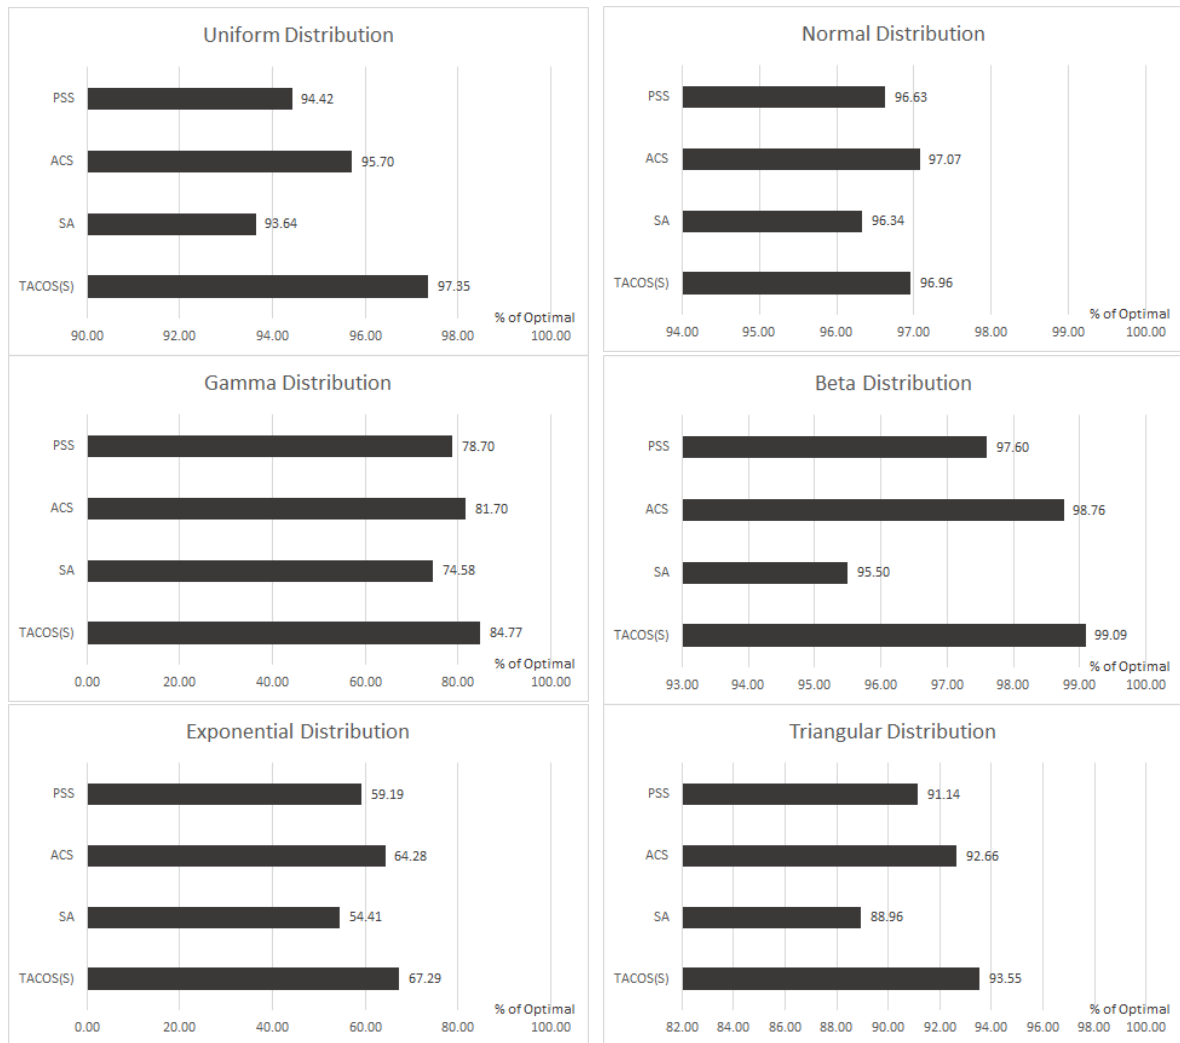 Uniform Distribution
PSS
94.42
ACS
95.70
SA
93.64
TACOS(S)
97.35
% of Optimal
90.00 92.00 94.00 96.00 98.00 100.00
Normal Distribution
PSS
96.63
ACS
97.07
SA
96.34
TACOS(S)
96.96
% of Optimal
94.00 95.00 96.00 97.00 98.00 99.00 100.00
Gamma Distribution
PSS
78.70
ACS
81.70
SA
74.58
TACOS(S)
84.77
% of Optimal
0.00 20.00 40.00 60.00 80.00 100.00
Beta Distribution
PSS
97.60
ACS
98.76
SA
95.50
TACOS(S)
99.09
% of Optimal
93.00 94.00 95.00 96.00 97.00 98.00 99.00 100.00
Exponential Distribution
PSS
59.19
ACS
64.28
SA
54.41
TACOS(S)
67.29
% of Optimal
0.00 20.00 40.00 60.00 80.00 100.00
Triangular Distribution
PSS
91.14
ACS
92.66
SA
88.96
TACOS(S)
93.55
% of Optimal
82.00 84.00 86.00 88.00 90.00 92.00 94.00 96.00 98.00 100.00